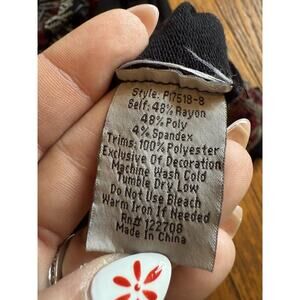 Style: P17518-8
Self: 48% Rayon
48% Poly
4% Spandex
Trims: 100% Polyester
Exclusive Of Decoration
Machine Wash Cold
Tumble Dry Low
Do Not Use Bleach
Warm Iron If Needed
Rn# 122708
Made In China